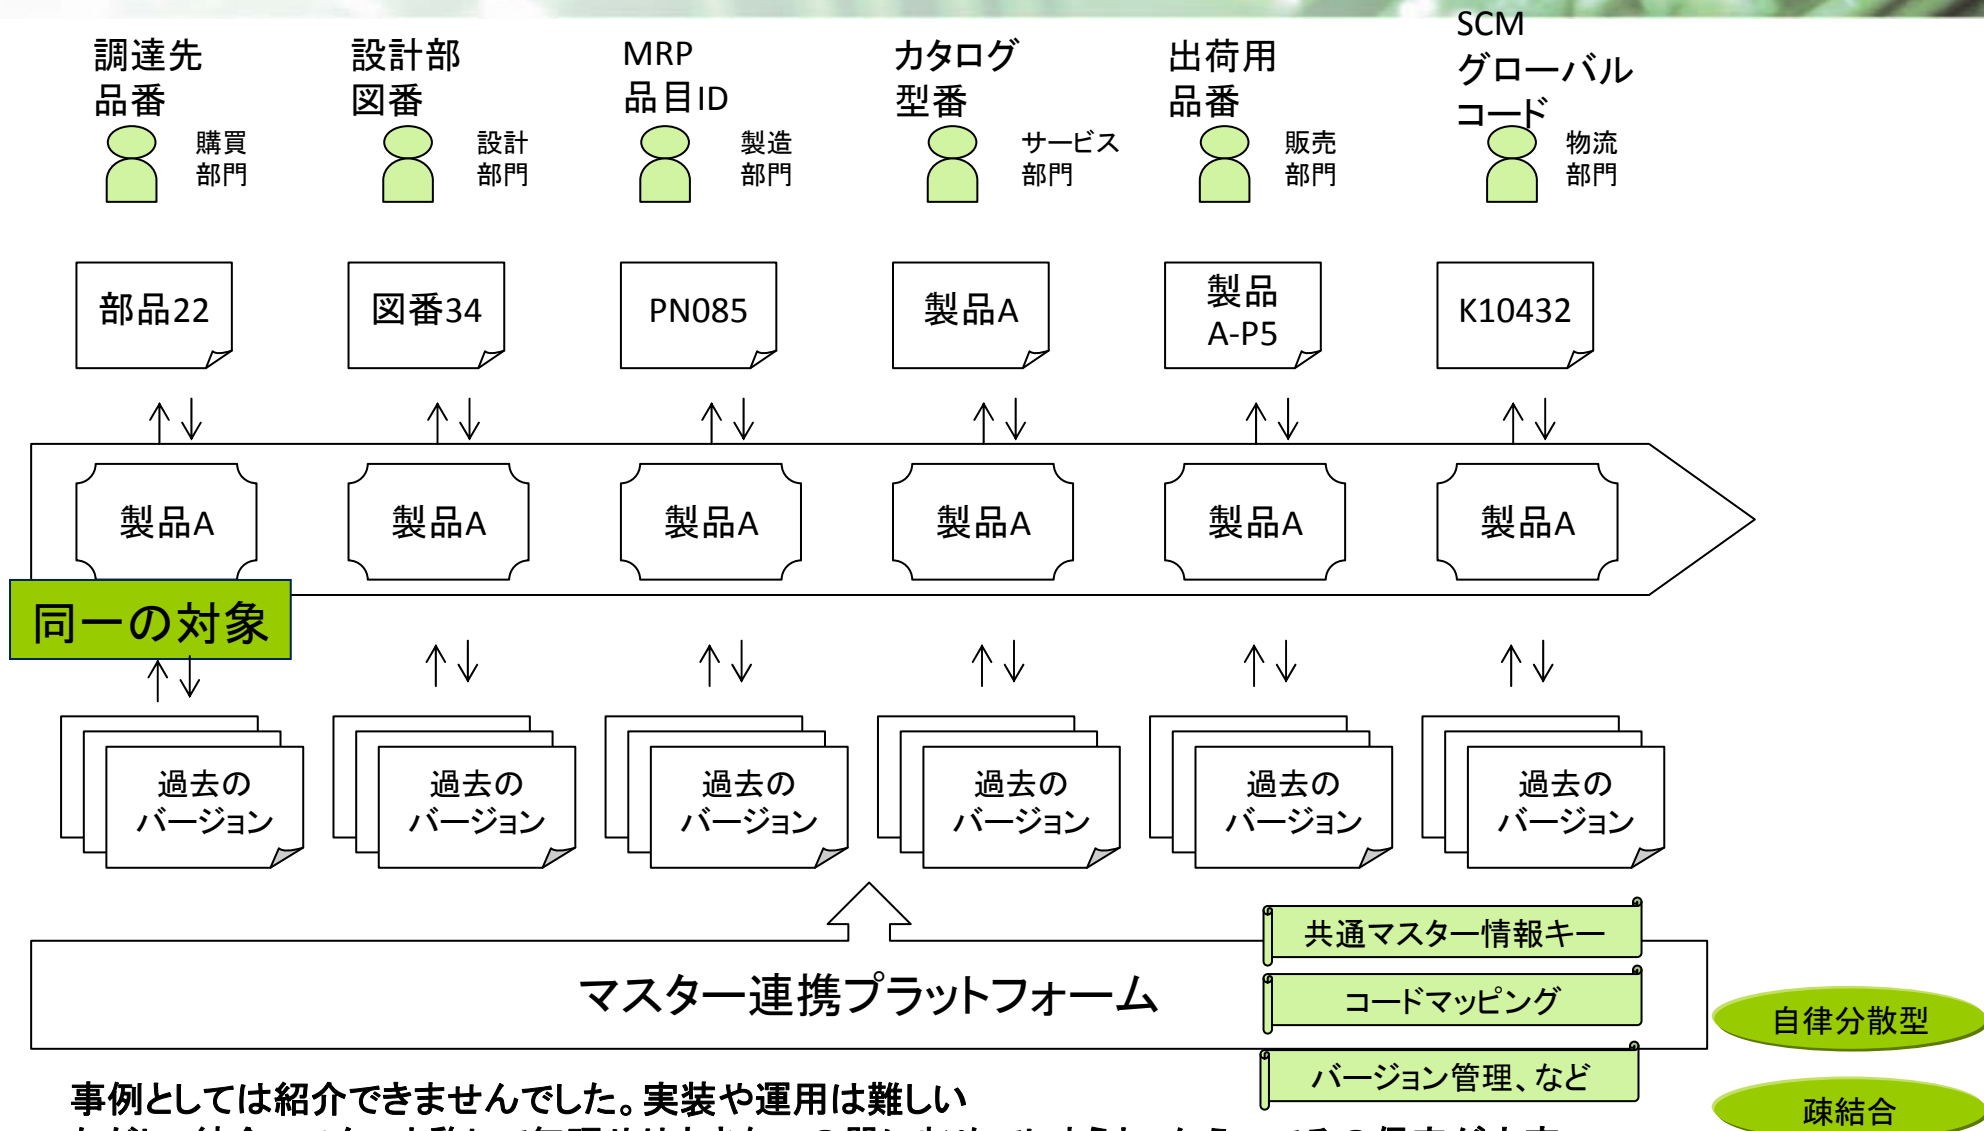 調達先
品番
設計部
図番
MRP
品目ID
カタログ
型番
出荷用
品番
SCM
グローバル
コード
購買
部門
設計
部門
製造
部門
サービス
部門
販売
部門
物流
部門
部品22
図番34
PN085
製品A
製品
A-P5
K10432
製品A
製品A
製品A
製品A
製品A
製品A
同一の対象
過去の
バージョン
過去の
バージョン
過去の
バージョン
過去の
バージョン
過去の
バージョン
過去の
バージョン
マスター連携プラットフォーム
共通マスター情報キー
コードマッピング
バージョン管理、など
自律分散型
疎結合
事例としては紹介できませんでした。実装や運用は難しい